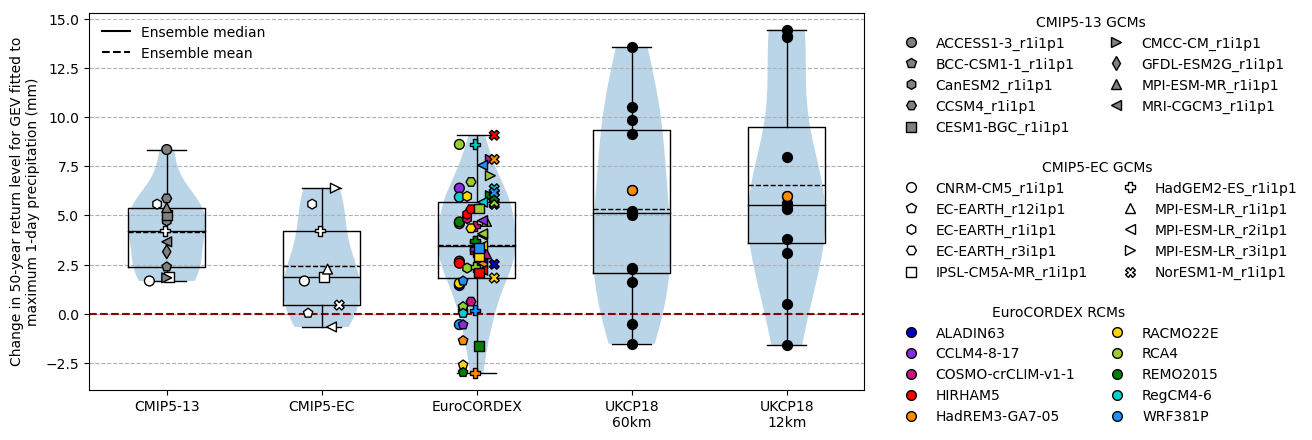 Change in 50-year return level for GEV fitted to
maximum 1-day precipitation (mm)
15.0
12.5
10.0
7.5
5.0
2.5
0.0
−2.5
Ensemble median
Ensemble mean
CMIP5-13
CMIP5-EC
EuroCORDEX
UKCP18
60km
UKCP18
12km
CMIP5-13 GCMs
ACCESS1-3_r1i1p1
BCC-CSM1-1_r1i1p1
CanESM2_r1i1p1
CCSM4_r1i1p1
CESM1-BGC_r1i1p1
CMCC-CM_r1i1p1
GFDL-ESM2G_r1i1p1
MPI-ESM-MR_r1i1p1
MRI-CGCM3_r1i1p1
CMIP5-EC GCMs
CNRM-CM5_r1i1p1
EC-EARTH_r12i1p1
EC-EARTH_r1i1p1
EC-EARTH_r3i1p1
IPSL-CM5A-MR_r1i1p1
HadGEM2-ES_r1i1p1
MPI-ESM-LR_r1i1p1
MPI-ESM-LR_r2i1p1
MPI-ESM-LR_r3i1p1
NorESM1-M_r1i1p1
EuroCORDEX RCMs
ALADIN63
CCLM4-8-17
COSMO-crCLIM-v1-1
HIRHAM5
HadREM3-GA7-05
RACMO22E
RCA4
REMO2015
RegCM4-6
WRF381P